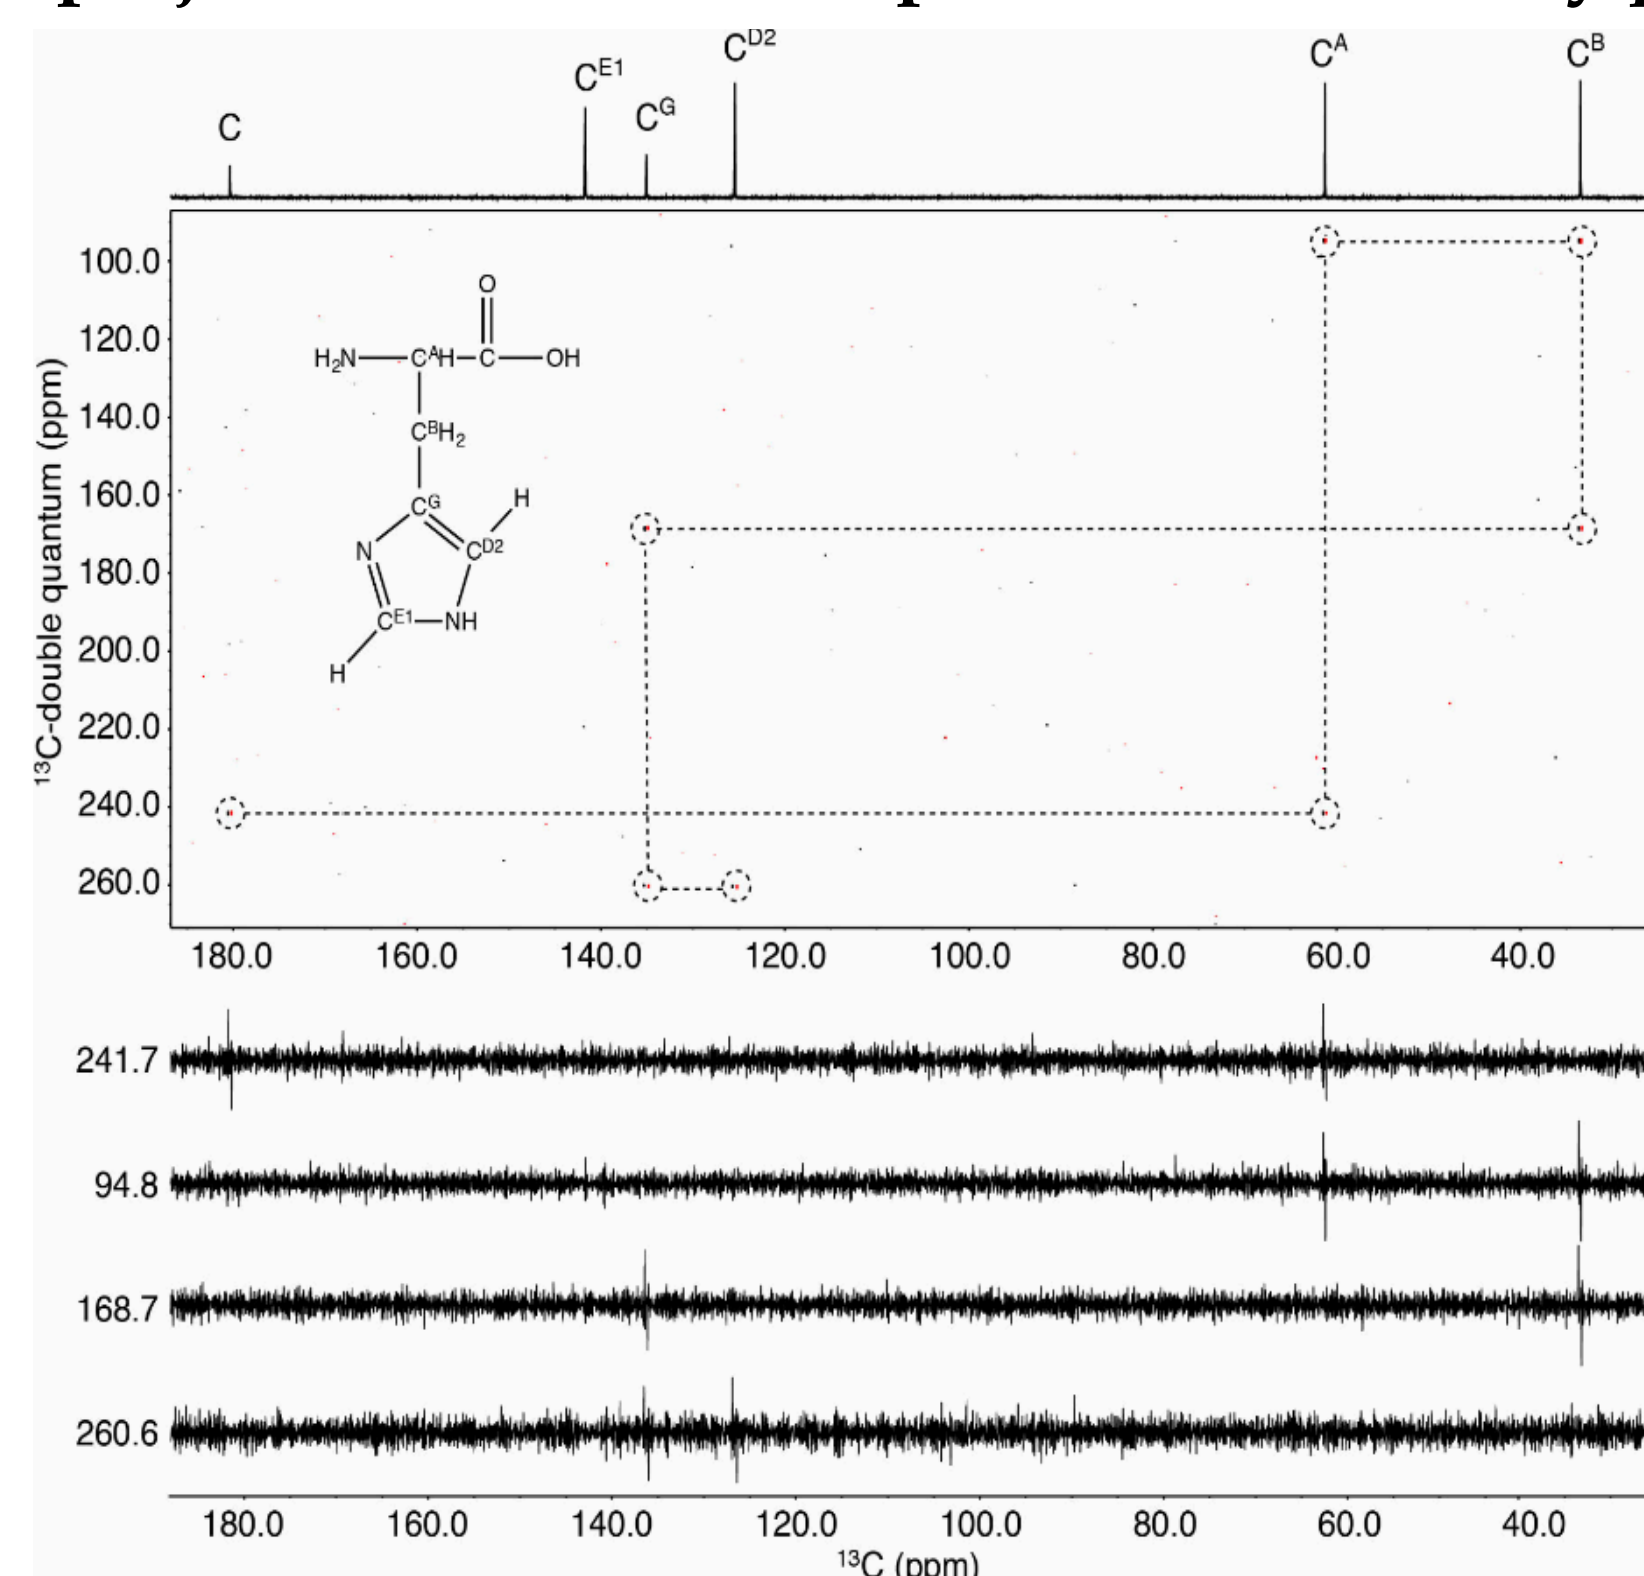 C
C^E1
C^G
C^D2
C^A
C^B
¹³C-double quantum (ppm)
100.0
120.0
140.0
160.0
180.0
200.0
220.0
240.0
260.0
O
H₂N C^AH C OH
C^BH₂
C^G H
N C^D2
C^E1 NH
H
180.0 160.0 140.0 120.0 100.0 80.0 60.0 40.0
241.7
94.8
168.7
260.6
180.0 160.0 140.0 120.0 100.0 80.0 60.0 40.0
¹³C (ppm)